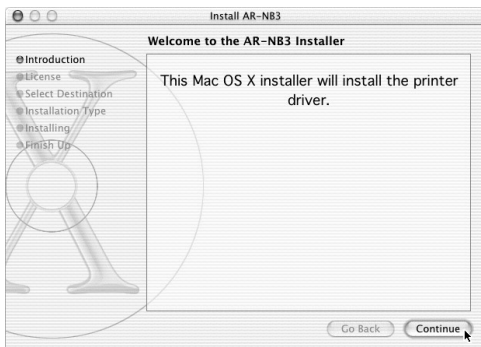 Install AR-NB3
Welcome to the AR-NB3 Installer
Introduction
License
Select Destination
Installation Type
Installing
Finish Up
This Mac OS X installer will install the printer
driver.
Go Back
Continue